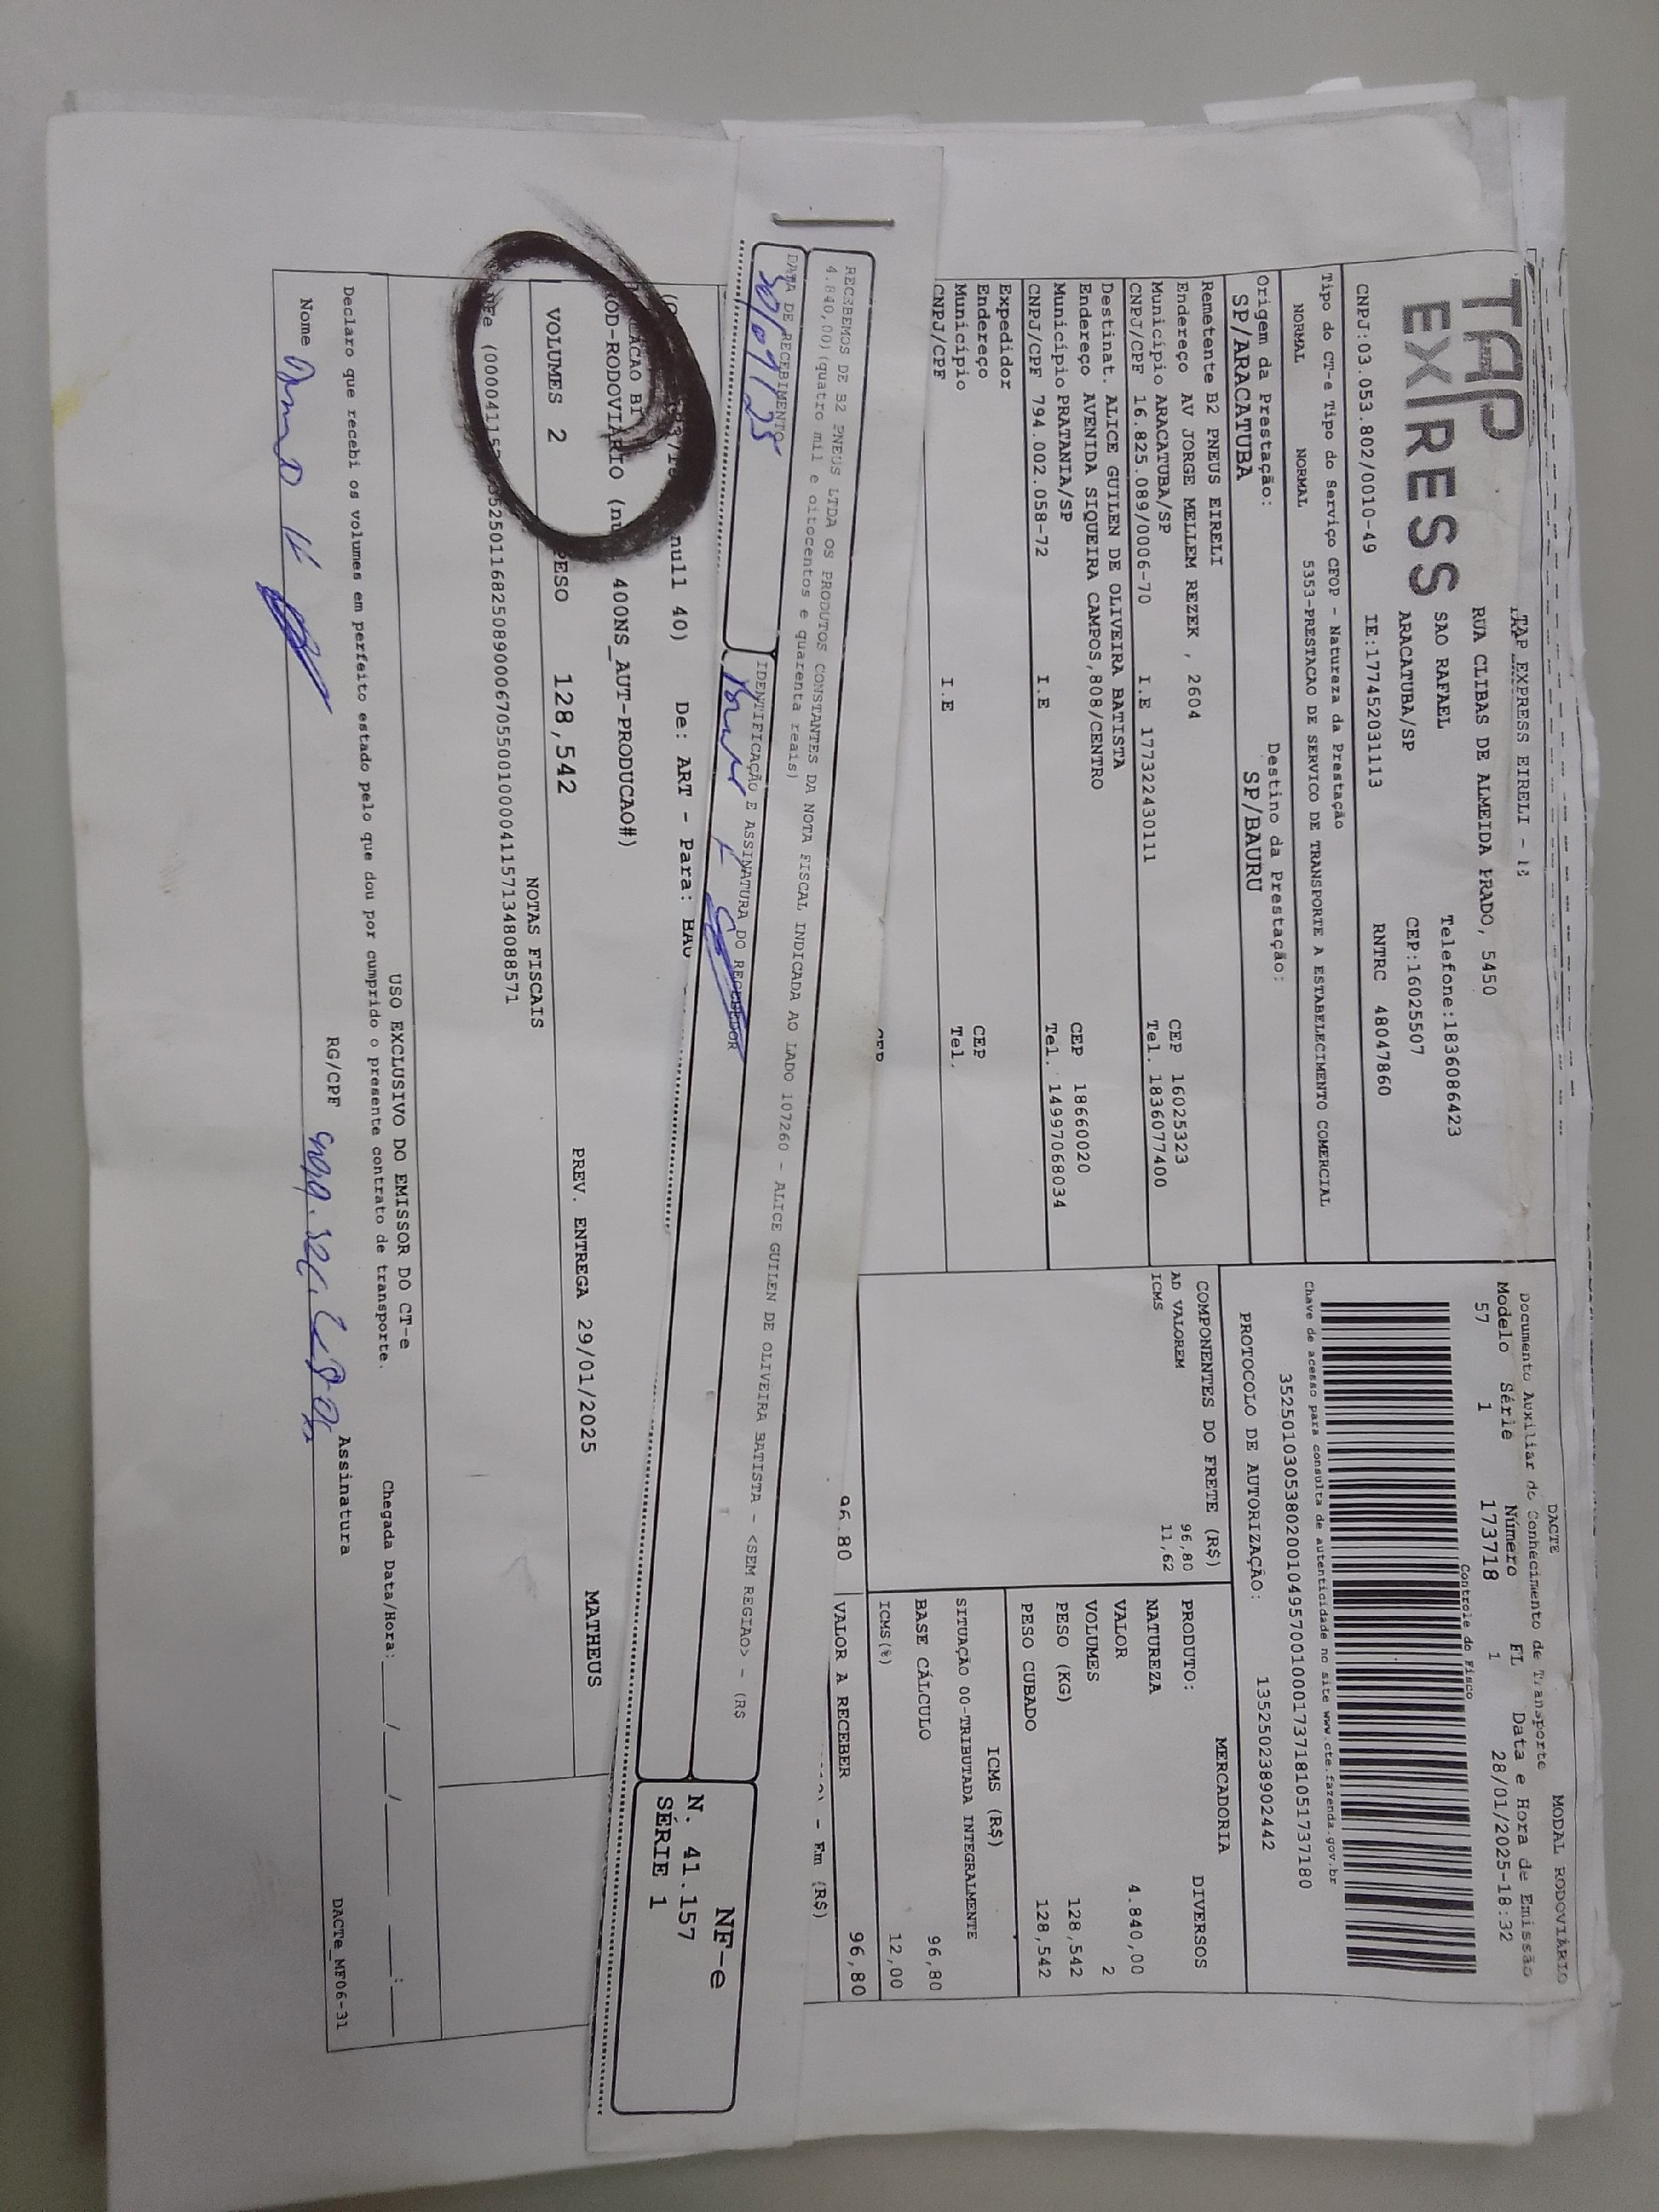 TAP
EXPRESS
TAP EXPRESS EIRELI -
RUA CLIBAS DE ALMEIDA PRADO, 5450
SAO RAFAEL Telefone:1836086423
ARACATUBA/SP CEP:16025507
CNPJ:03.053.802/0010-49 IE:177452031113 RNTRC 48047860
Tipo do CT-e Tipo do Serviço CFOP - Natureza da Prestação
NORMAL NORMAL 5353-PRESTACAO DE SERVICO DE TRANSPORTE A ESTABELECIMENTO COMERCIAL
Origem da Prestação: Destino da Prestação:
SP/ARACATUBA SP/BAURU
Remetente B2 PNEUS EIRELI
Endereço AV JORGE MELLEM REZEK , 2604 CEP 16025323
Município ARACATUBA/SP Tel. 1836077400
CNPJ/CPF 16.825.089/0006-70 I.E 177322430111
Destinat. ALICE GUILEN DE OLIVEIRA BATISTA
Endereço AVENIDA SIQUEIRA CAMPOS,808/CENTRO CEP 18660020
Município PRATANIA/SP Tel. 14997068034
CNPJ/CPF 794.002.058-72 I.E
Expedidor
Endereço CEP
Município Tel.
CNPJ/CPF I.E
CEP
DACTE MODAL RODOVIÁRIO
Documento Auxiliar do Conhecimento de Transporte
Modelo Série Número FL Data e Hora de Emissão
57 1 173718 1 28/01/2025-18:32
Controle do Fisco
Chave de acesso para consulta de autenticidade no site www.cte.fazenda.gov.br
35250103053802001049570010001737181051737180
PROTOCOLO DE AUTORIZAÇÃO: 135250238902442
COMPONENTES DO FRETE (R$)
AD VALOREM 96,80
ICMS 11,62
MERCADORIA
PRODUTO: DIVERSOS
NATUREZA
VALOR 4.840,00
VOLUMES 2
PESO (KG) 128,542
PESO CUBADO 128,542
ICMS (R$)
SITUAÇÃO 00-TRIBUTADA INTEGRALMENTE
BASE CÁLCULO 96,80
ICMS(%) 12,00
96,80 VALOR A RECEBER 96,80
- Em (R$)
RECEBEMOS DE B2 PNEUS LTDA OS PRODUTOS CONSTANTES DA NOTA FISCAL INDICADA AO LADO 107260 - ALICE GUILEN DE OLIVEIRA BATISTA - <SEM REGIAO> - (R$
4.840,00)(quatro mil e oitocentos e quarenta reais)
DATA DE RECEBIMENTO IDENTIFICAÇÃO E ASSINATURA DO RECEBEDOR
NF-e
N. 41.157
SÉRIE 1
null 40) De: ART - Para: BAU
400NS_AUT-PRODUCAO#)
VOLUMES 2 PESO 128,542 PREV. ENTREGA 29/01/2025 MATHEUS
NOTAS FISCAIS
USO EXCLUSIVO DO EMISSOR DO CT-e
Declaro que recebi os volumes em perfeito estado pelo que dou por cumprido o presente contrato de transporte. Chegada Data/Hora:____/____/____ ___:___
Nome RG/CPF Assinatura
DACTe_MF06-31